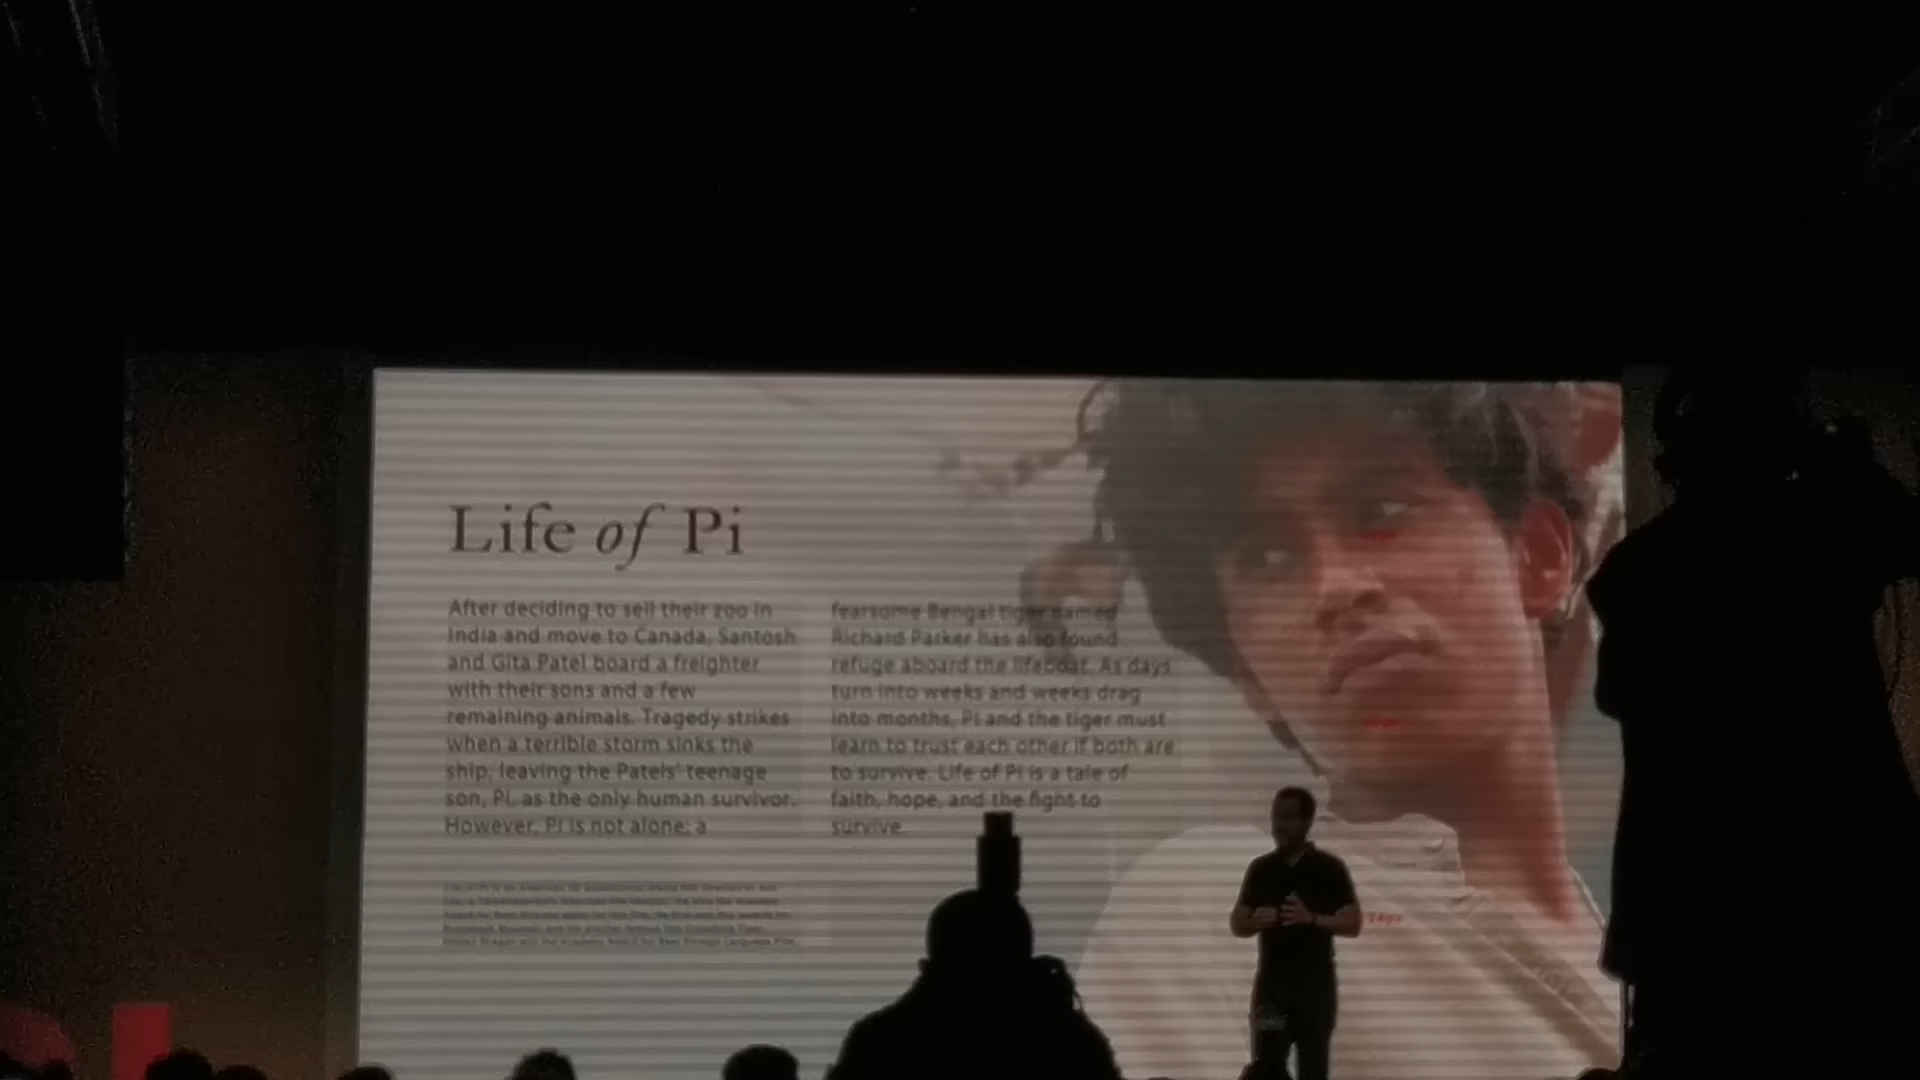 Life of Pi
After deciding to sell their zoo in
India and move to Canada, Santosh
and Gita Patel board a freighter
with their sons and a few
remaining animals. Tragedy strikes
when a terrible storm sinks the
ship, leaving the Patels' teenage
son, Pi, as the only human survivor.
However, Pi is not alone; a
fearsome Bengal tiger named
Richard Parker has also found
refuge aboard the lifeboat. As days
turn into weeks and weeks drag
into months, Pi and the tiger must
learn to trust each other if both are
to survive. Life of Pi is a tale of
faith, hope, and the fight to
survive.